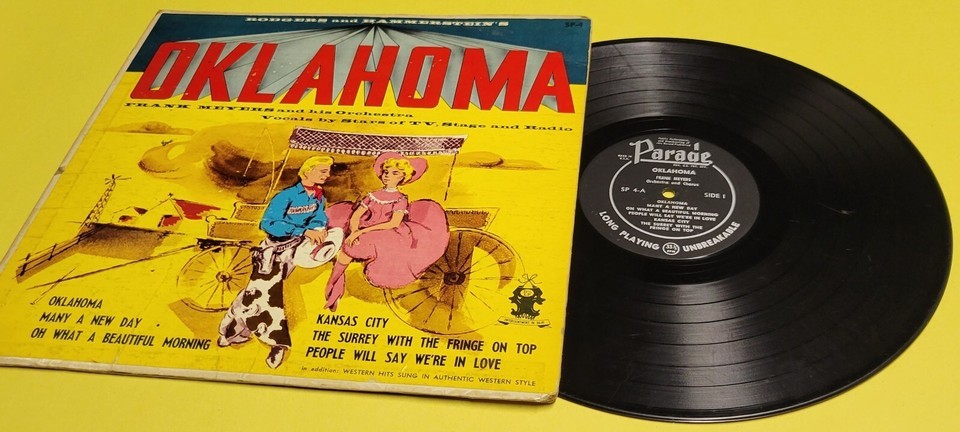 RODGERS and HAMMERSTEIN'S
SP-4
OKLAHOMA
FRANK MEYERS and his Orchestra
Vocals by Stars of T.V. Stage and Radio
OKLAHOMA
MANY A NEW DAY
OH WHAT A BEAUTIFUL MORNING
KANSAS CITY
THE SURREY WITH THE FRINGE ON TOP
PEOPLE WILL SAY WE'RE IN LOVE
in addition: WESTERN HITS SUNG IN AUTHENTIC WESTERN STYLE
Parade
OKLAHOMA
FRANK MEYERS
Orchestra and Chorus
SP 4-A
SIDE 1
OKLAHOMA
MANY A NEW DAY
OH WHAT A BEAUTIFUL MORNING
PEOPLE WILL SAY WE'RE IN LOVE
KANSAS CITY
THE SURREY WITH THE
FRINGE ON TOP
LONG PLAYING
33⅓
UNBREAKABLE